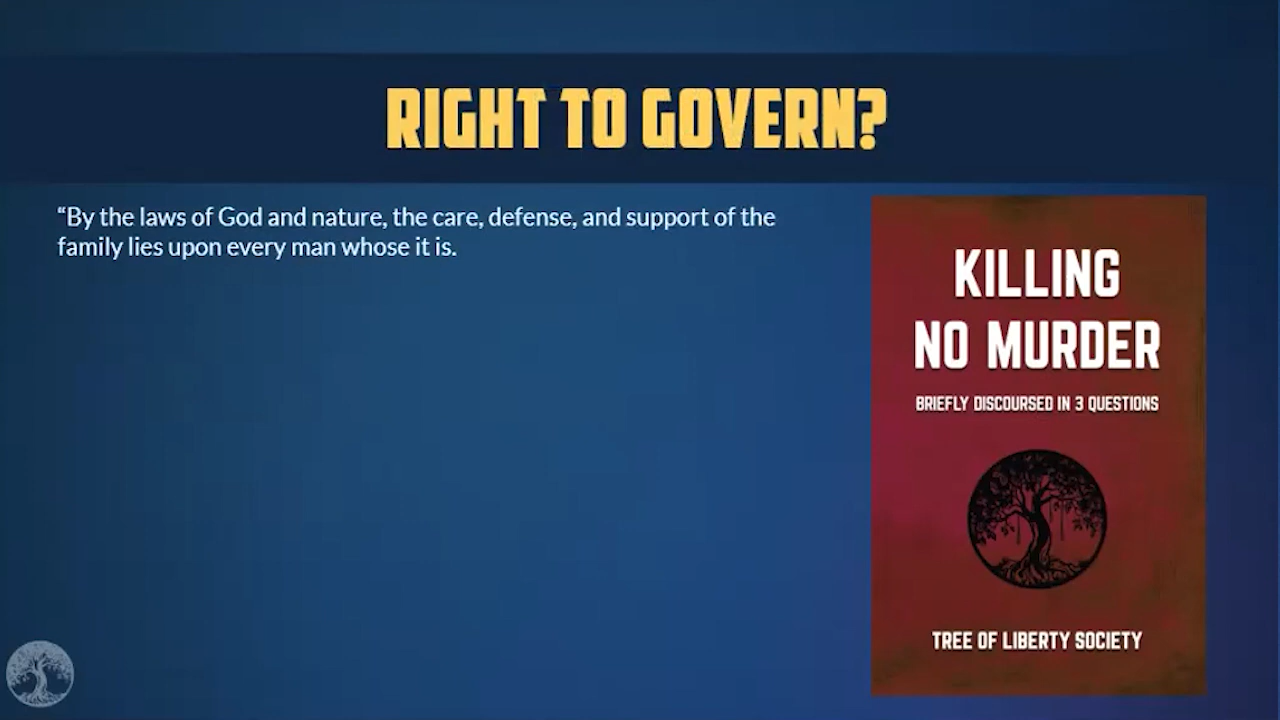 RIGHT TO GOVERN?
“By the laws of God and nature, the care, defense, and support of the
family lies upon every man whose it is.
KILLING
NO MURDER
BRIEFLY DISCOURSED IN 3 QUESTIONS
TREE OF LIBERTY SOCIETY